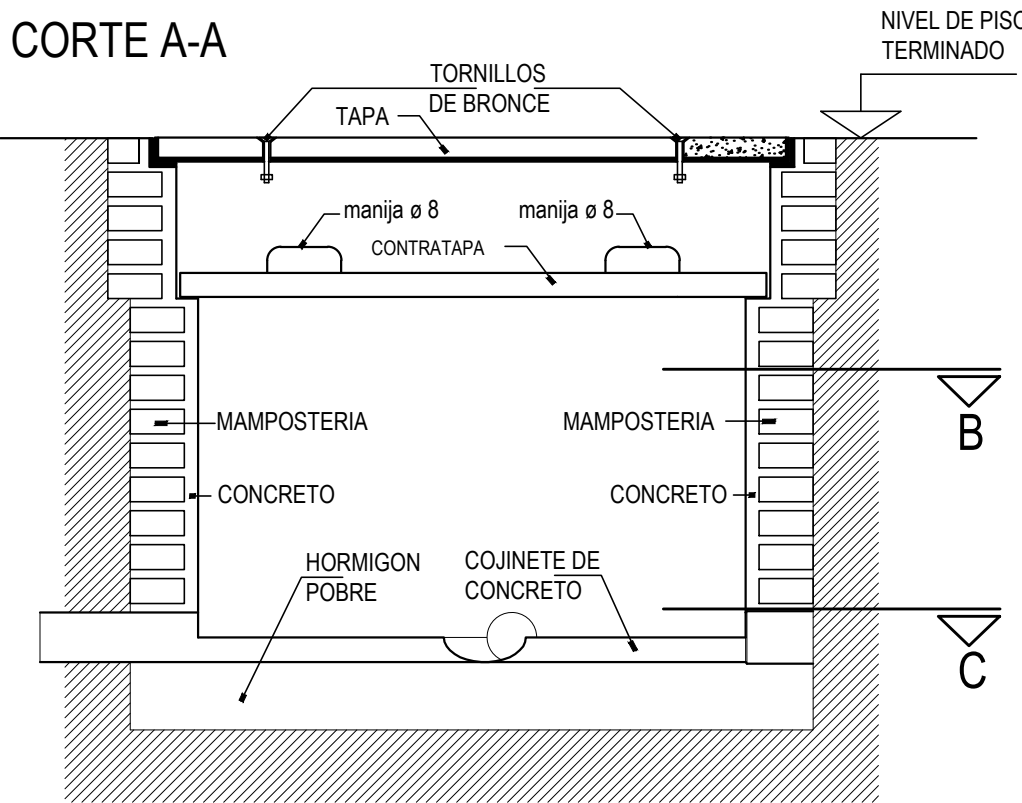 CORTE A-A
NIVEL DE PISO
TERMINADO
TORNILLOS
DE BRONCE
TAPA
manija ø 8
manija ø 8
CONTRATAPA
MAMPOSTERIA
MAMPOSTERIA
B
CONCRETO
CONCRETO
HORMIGON
POBRE
COJINETE DE
CONCRETO
C